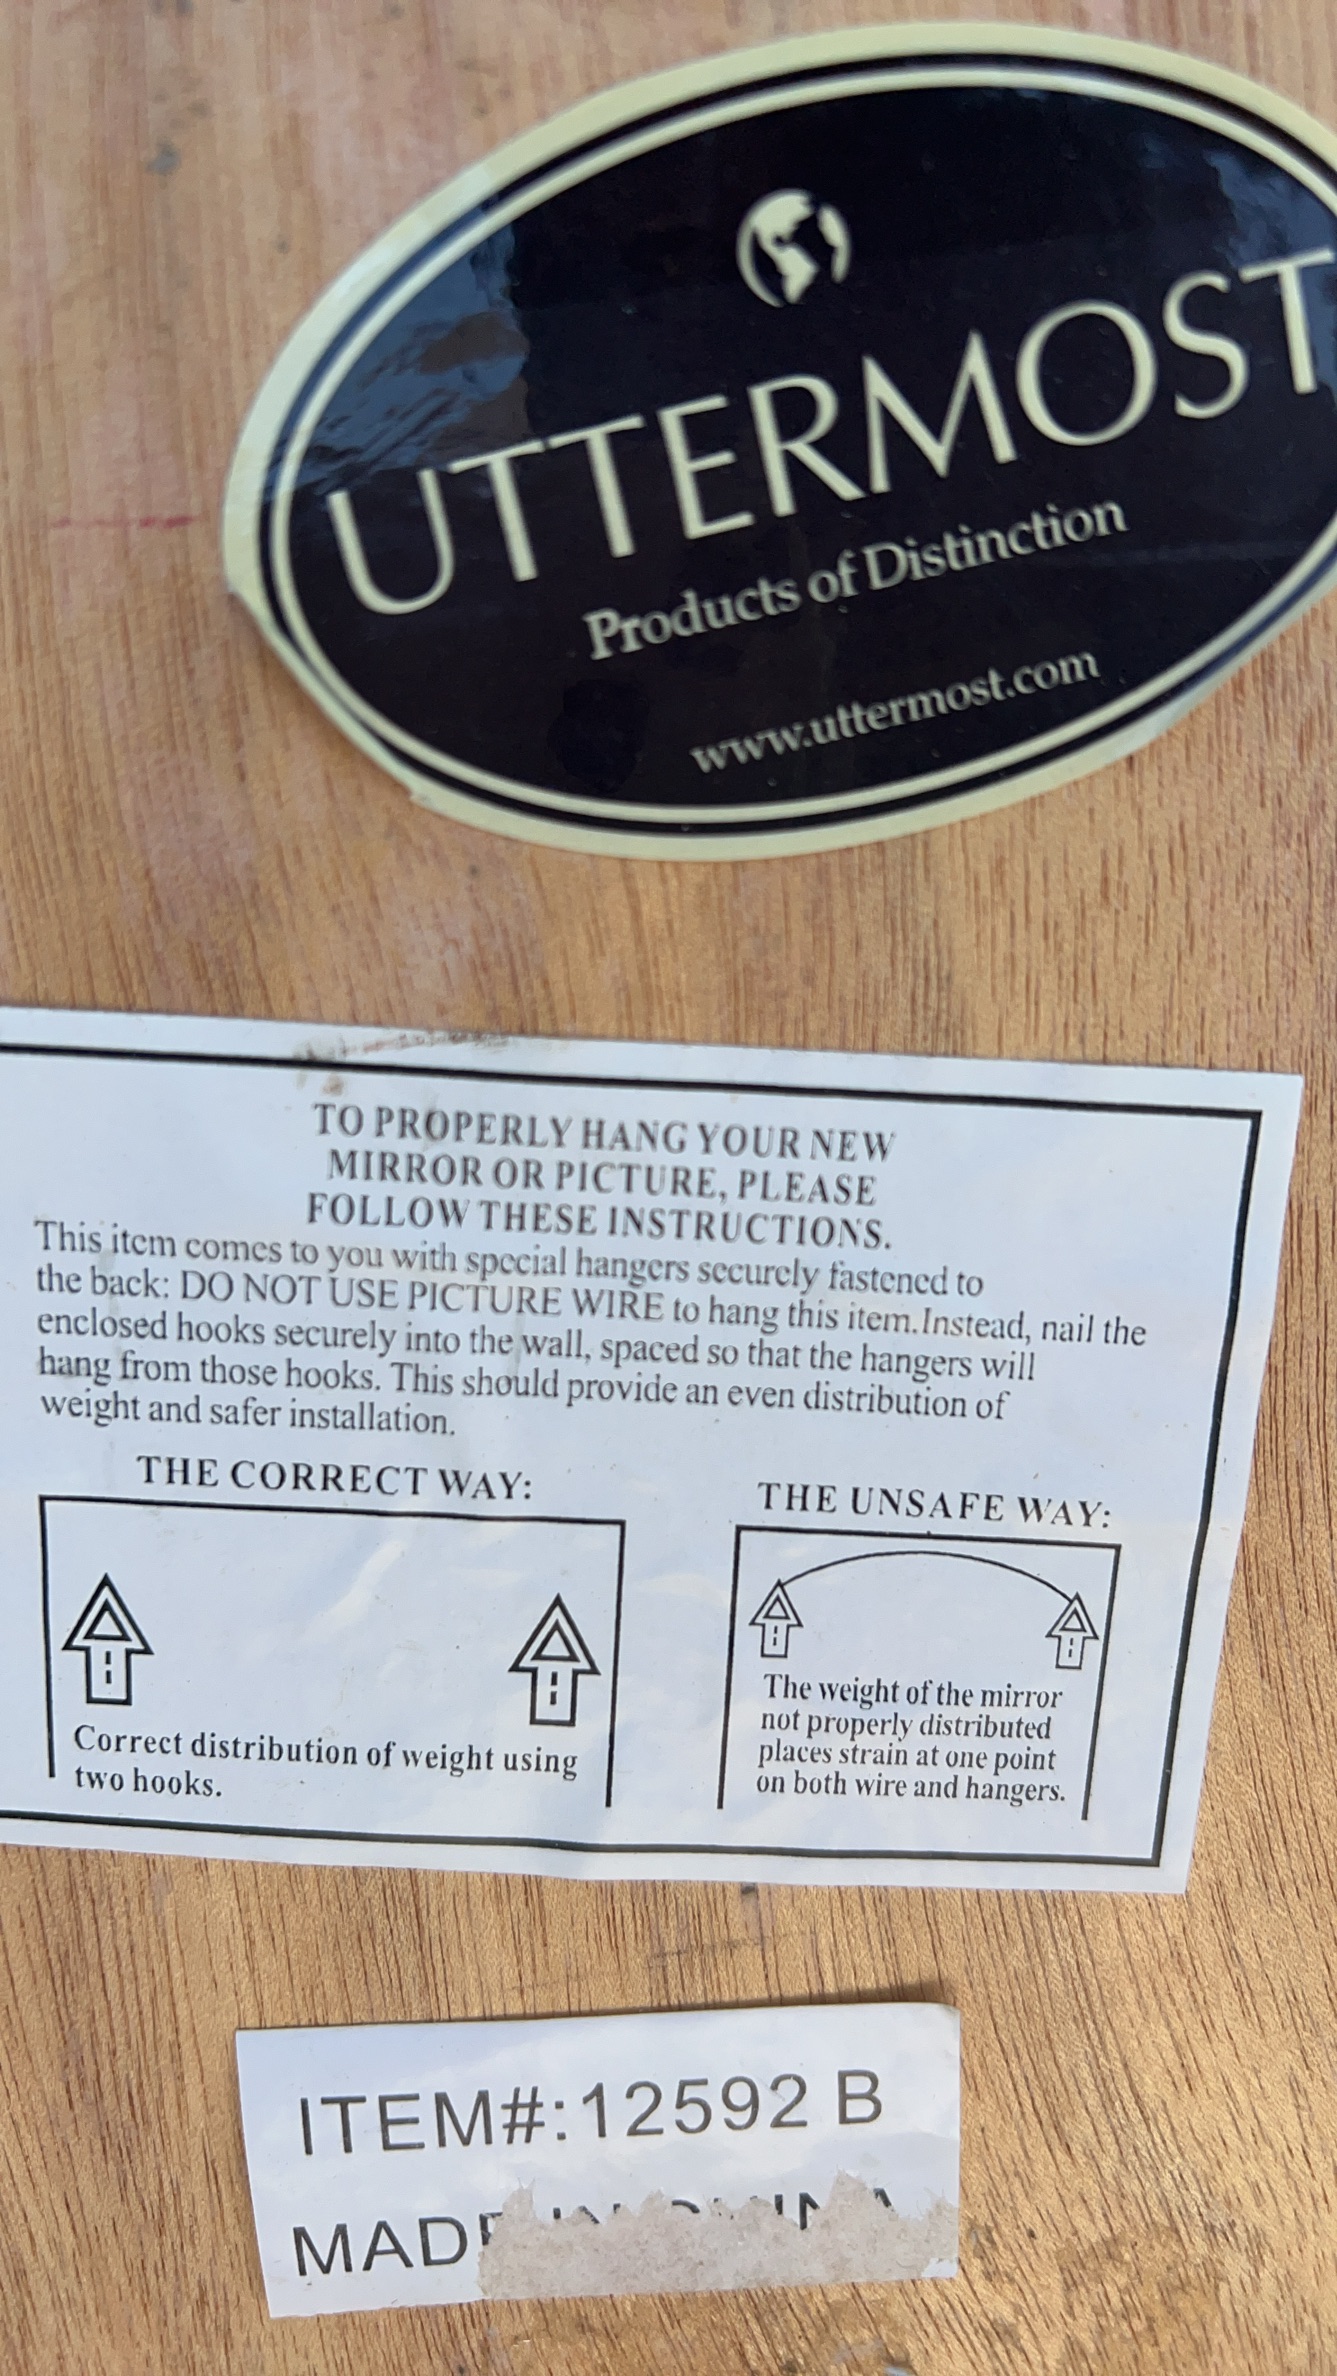 UTTERMOST
Products of Distinction
www.uttermost.com
TO PROPERLY HANG YOUR NEW
MIRROR OR PICTURE, PLEASE
FOLLOW THESE INSTRUCTIONS.
This item comes to you with special hangers securely fastened to
the back: DO NOT USE PICTURE WIRE to hang this item.Instead, nail the
enclosed hooks securely into the wall, spaced so that the hangers will
hang from those hooks. This should provide an even distribution of
weight and safer installation.
THE CORRECT WAY:
Correct distribution of weight using
two hooks.
THE UNSAFE WAY:
The weight of the mirror
not properly distributed
places strain at one point
on both wire and hangers.
ITEM#:12592 B
MADE